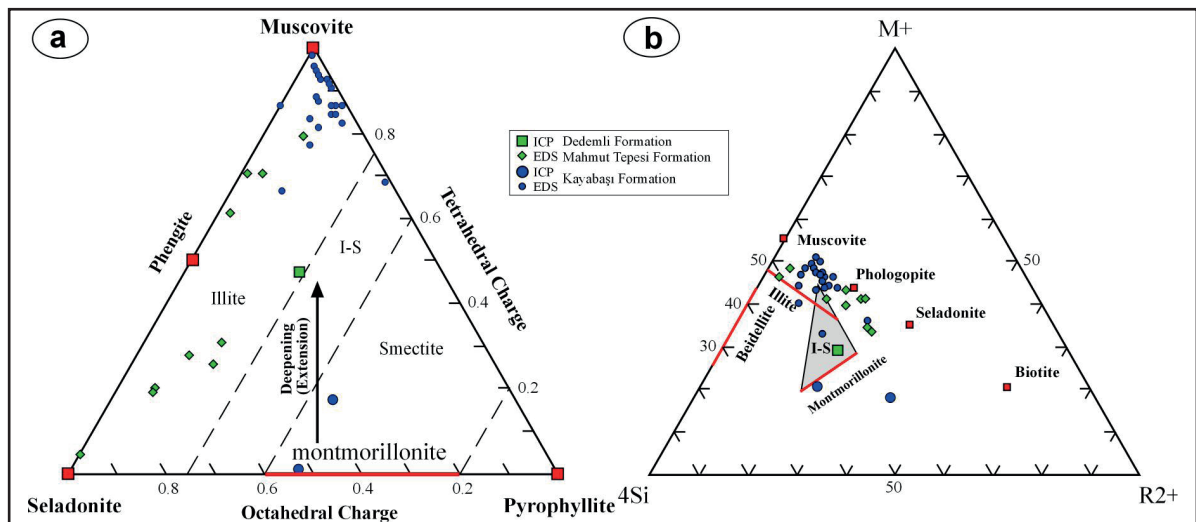 a
Muscovite
0.8
Tetrahedral Charge
0.6
I-S
Phengite
Illite
0.4
Smectite
Deepening
(Extension)
0.2
montmorillonite
0.8
0.6
0.4
0.2
Seladonite
Octahedral Charge
Pyrophyllite
ICP Dedemli Formation
EDS Mahmut Tepesi Formation
ICP
EDS Kayabaşı Formation
b
M+
Muscovite
50
50
Phologopite
40
Illite
Seladonite
Beidellite
30
I-S
Biotite
Montmorillonite
4Si
50
R2+